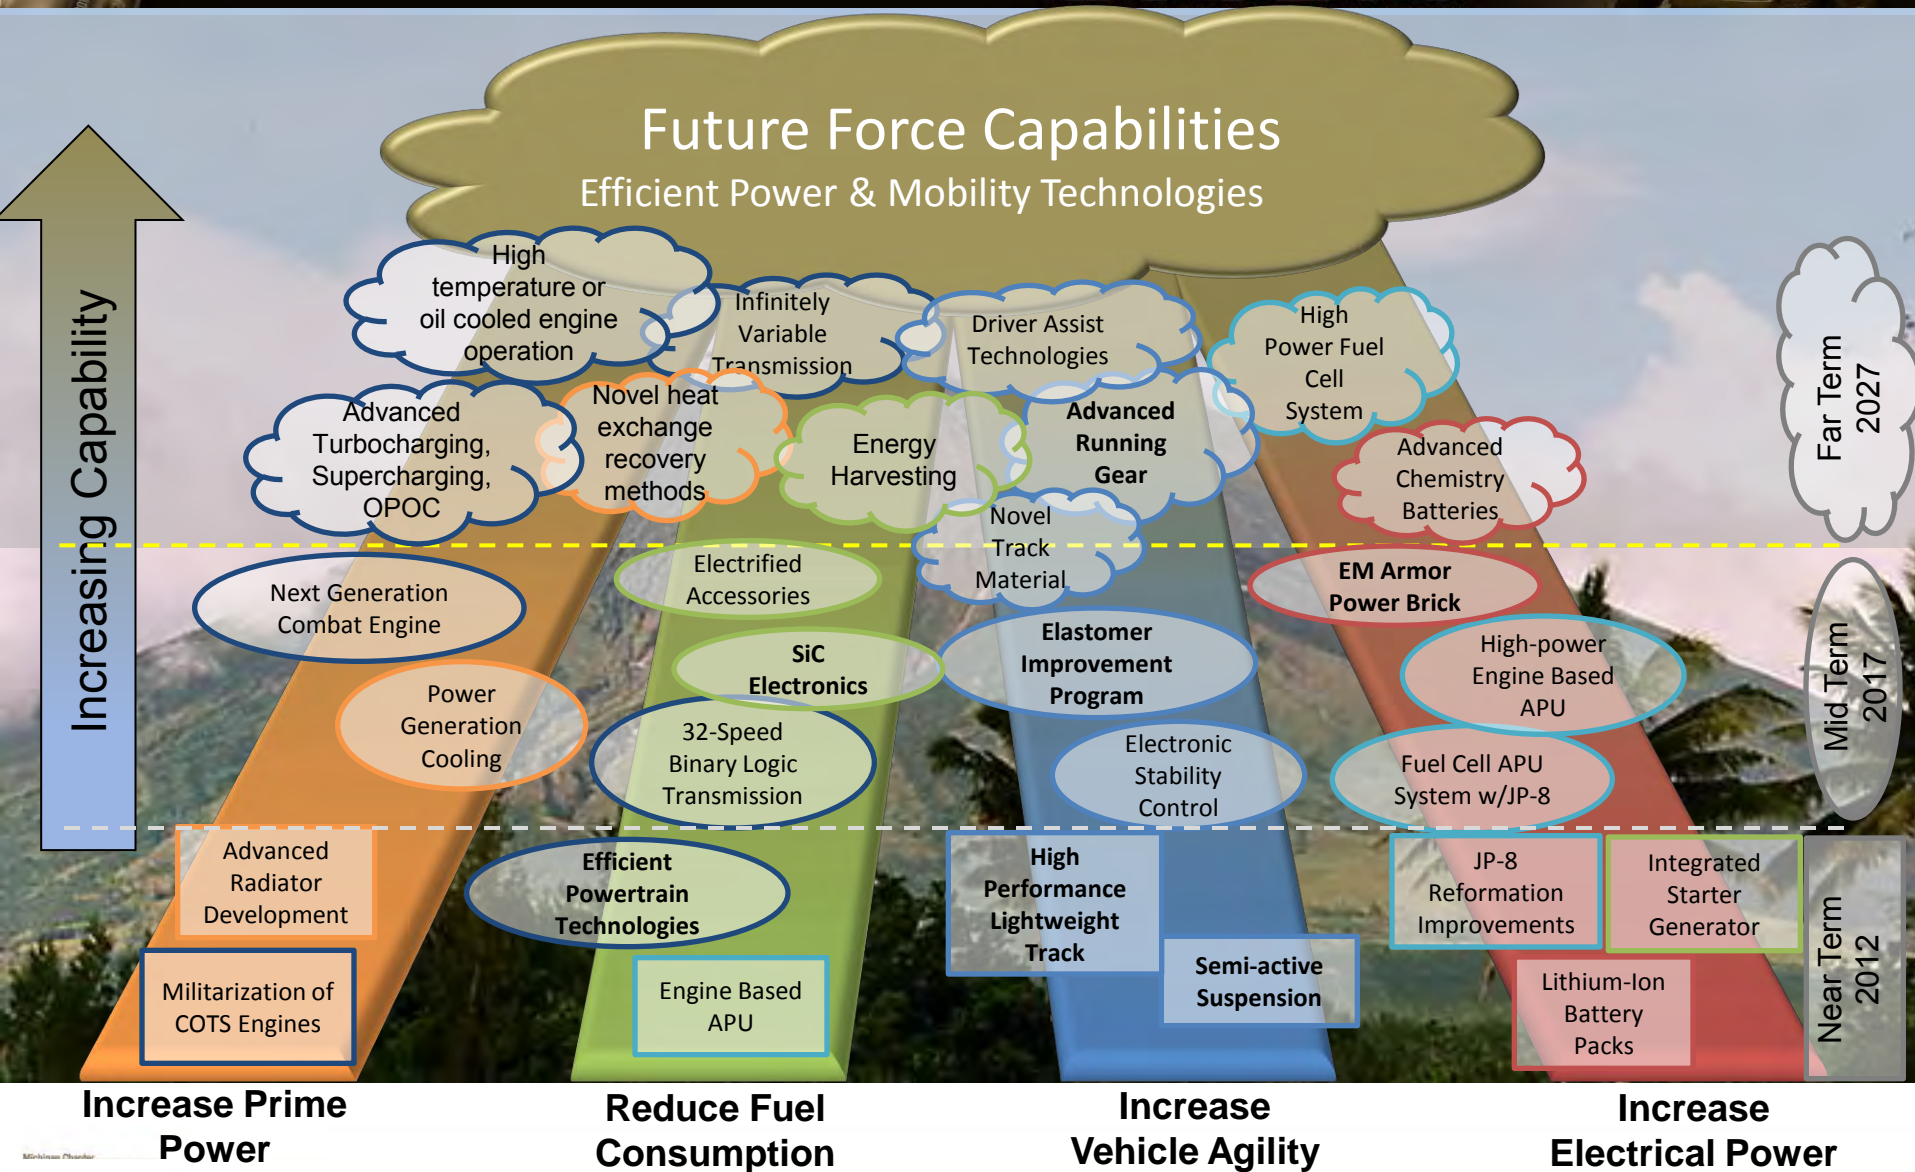 Future Force Capabilities
Efficient Power & Mobility Technologies
Increasing Capability
High
temperature or
oil cooled engine
operation
Infinitely
Variable
Transmission
Driver Assist
Technologies
High
Power Fuel
Cell
System
Far Term
2027
Advanced
Turbocharging,
Supercharging,
OPOC
Novel heat
exchange
recovery
methods
Energy
Harvesting
Advanced
Running
Gear
Advanced
Chemistry
Batteries
Novel
Track
Material
Next Generation
Combat Engine
Electrified
Accessories
EM Armor
Power Brick
SiC
Electronics
Elastomer
Improvement
Program
High-power
Engine Based
APU
Mid Term
2017
Power
Generation
Cooling
32-Speed
Binary Logic
Transmission
Electronic
Stability
Control
Fuel Cell APU
System w/JP-8
Advanced
Radiator
Development
Efficient
Powertrain
Technologies
High
Performance
Lightweight
Track
JP-8
Reformation
Improvements
Integrated
Starter
Generator
Near Term
2012
Militarization of
COTS Engines
Engine Based
APU
Semi-active
Suspension
Lithium-Ion
Battery
Packs
Increase Prime
Power
Reduce Fuel
Consumption
Increase
Vehicle Agility
Increase
Electrical Power
Michigan Chapter